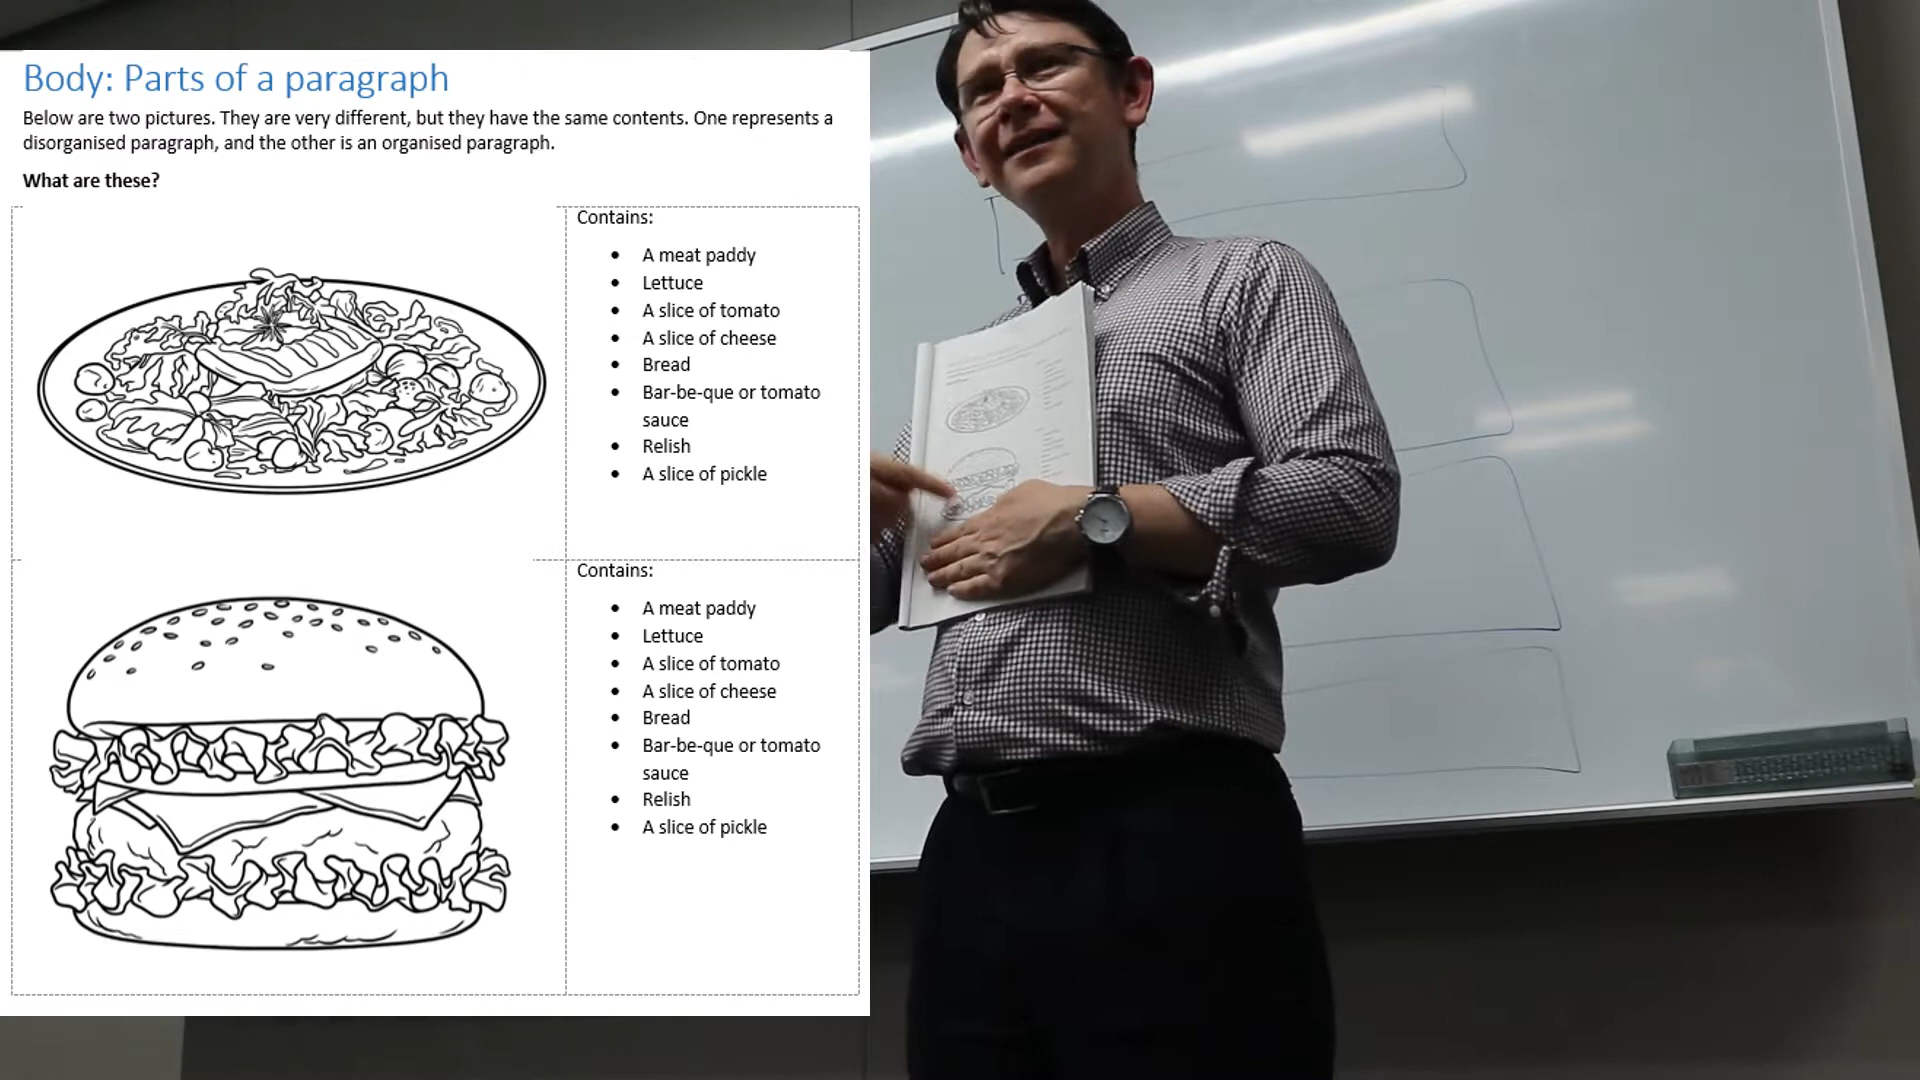 Body: Parts of a paragraph
Below are two pictures. They are very different, but they have the same contents. One represents a
disorganised paragraph, and the other is an organised paragraph.
What are these?
Contains:
• A meat paddy
• Lettuce
• A slice of tomato
• A slice of cheese
• Bread
• Bar-be-que or tomato
sauce
• Relish
• A slice of pickle
Contains:
• A meat paddy
• Lettuce
• A slice of tomato
• A slice of cheese
• Bread
• Bar-be-que or tomato
sauce
• Relish
• A slice of pickle